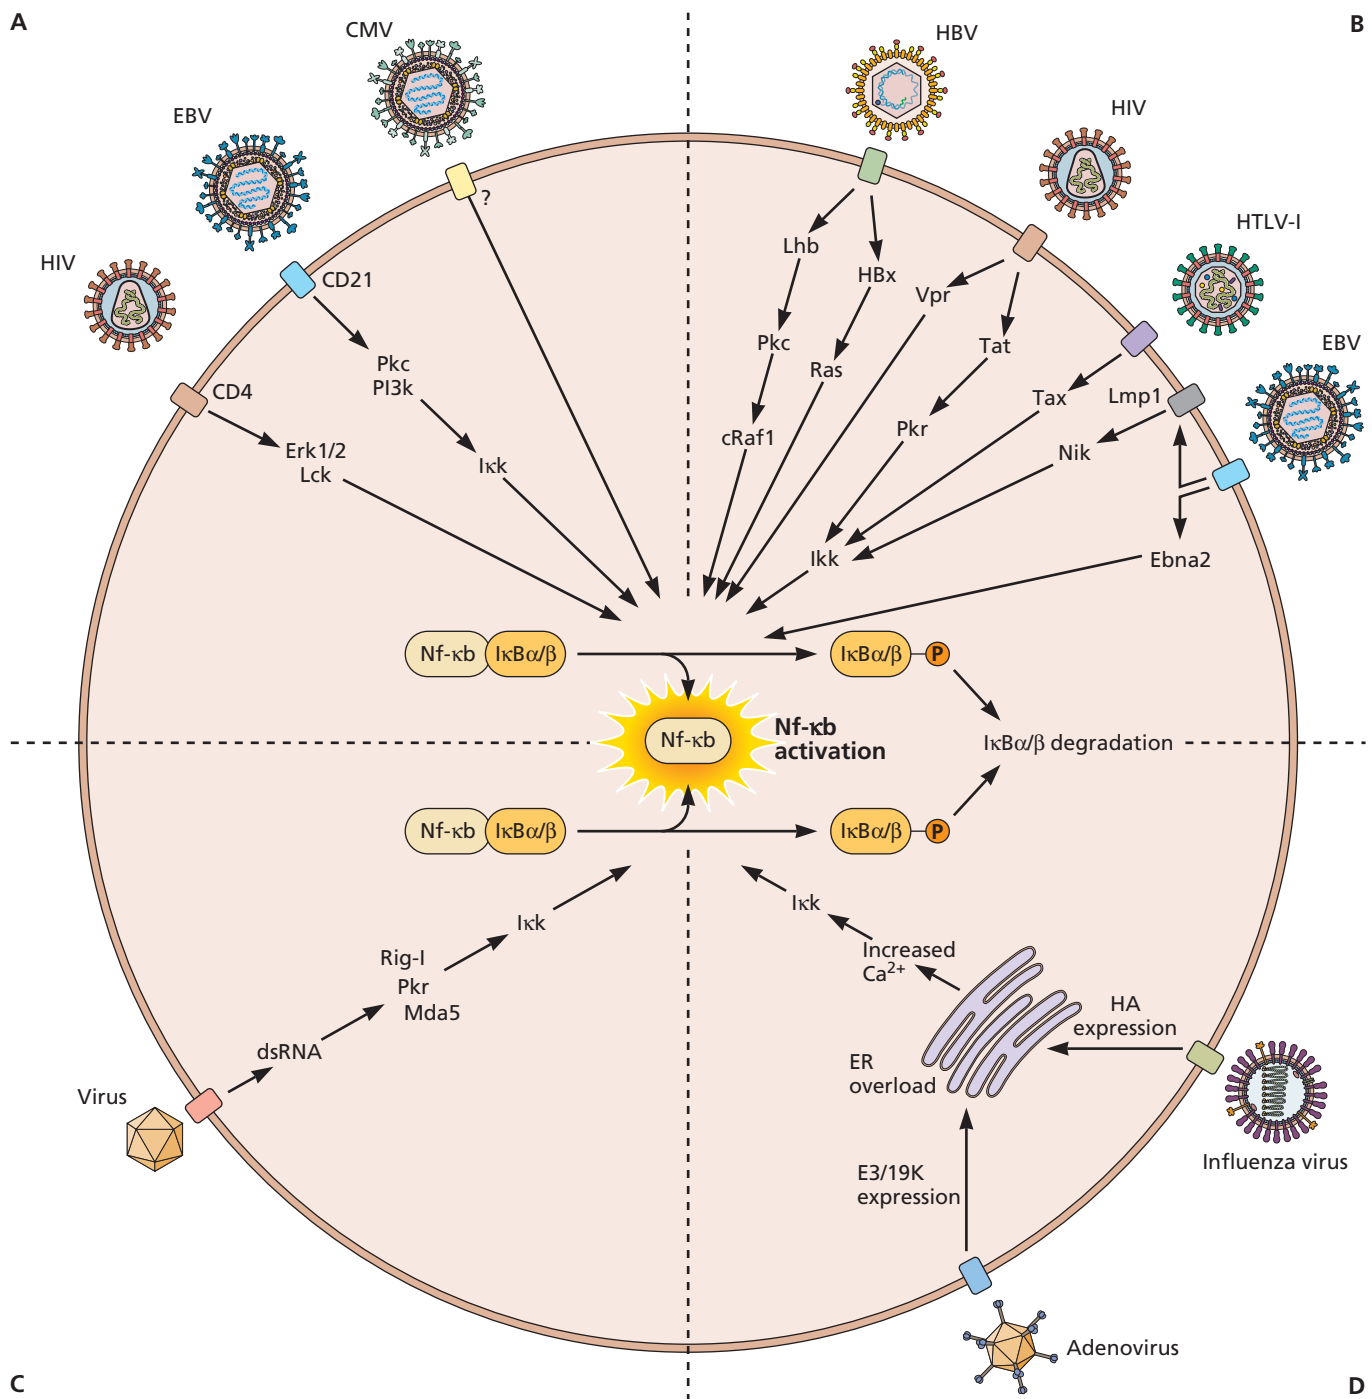 A
B
CMV
EBV
HIV
?
CD21
CD4
Pkc
PI3k
Iκk
Erk1/2
Lck
HBV
HIV
HTLV-I
EBV
Lhb
HBx
Vpr
Pkc
Ras
Tat
cRaf1
Pkr
Tax
Lmp1
Nik
Ikk
Ebna2
Nf-κb
IκBα/β
IκBα/β
P
Nf-κb
Nf-κb
activation
IκBα/β degradation
Nf-κb
IκBα/β
IκBα/β
P
Iκk
Rig-I
Pkr
Mda5
dsRNA
Virus
Iκk
Increased
Ca²⁺
HA
expression
ER
overload
E3/19K
expression
Influenza virus
Adenovirus
C
D